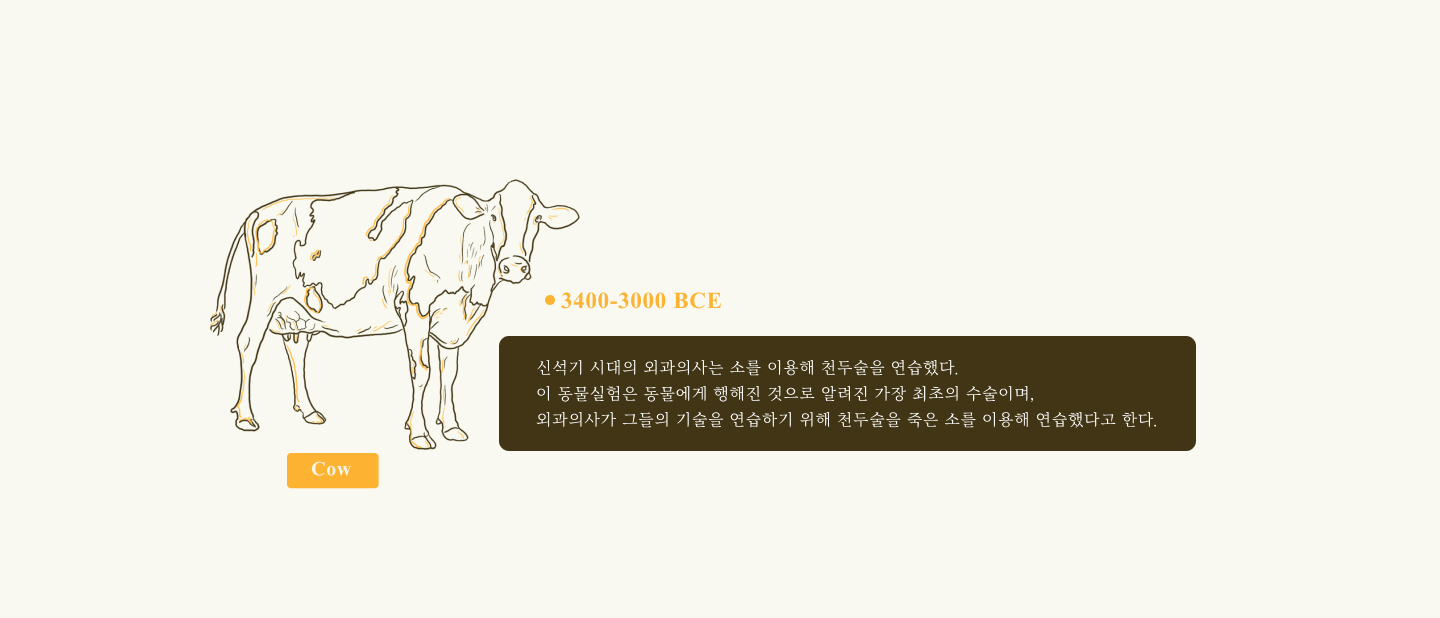 3400-3000 BCE
신석기 시대의 외과의사는 소를 이용해 천두술을 연습했다.
이 동물실험은 동물에게 행해진 것으로 알려진 가장 최초의 수술이며,
외과의사가 그들의 기술을 연습하기 위해 천두술을 죽은 소를 이용해 연습했다고 한다.
Cow